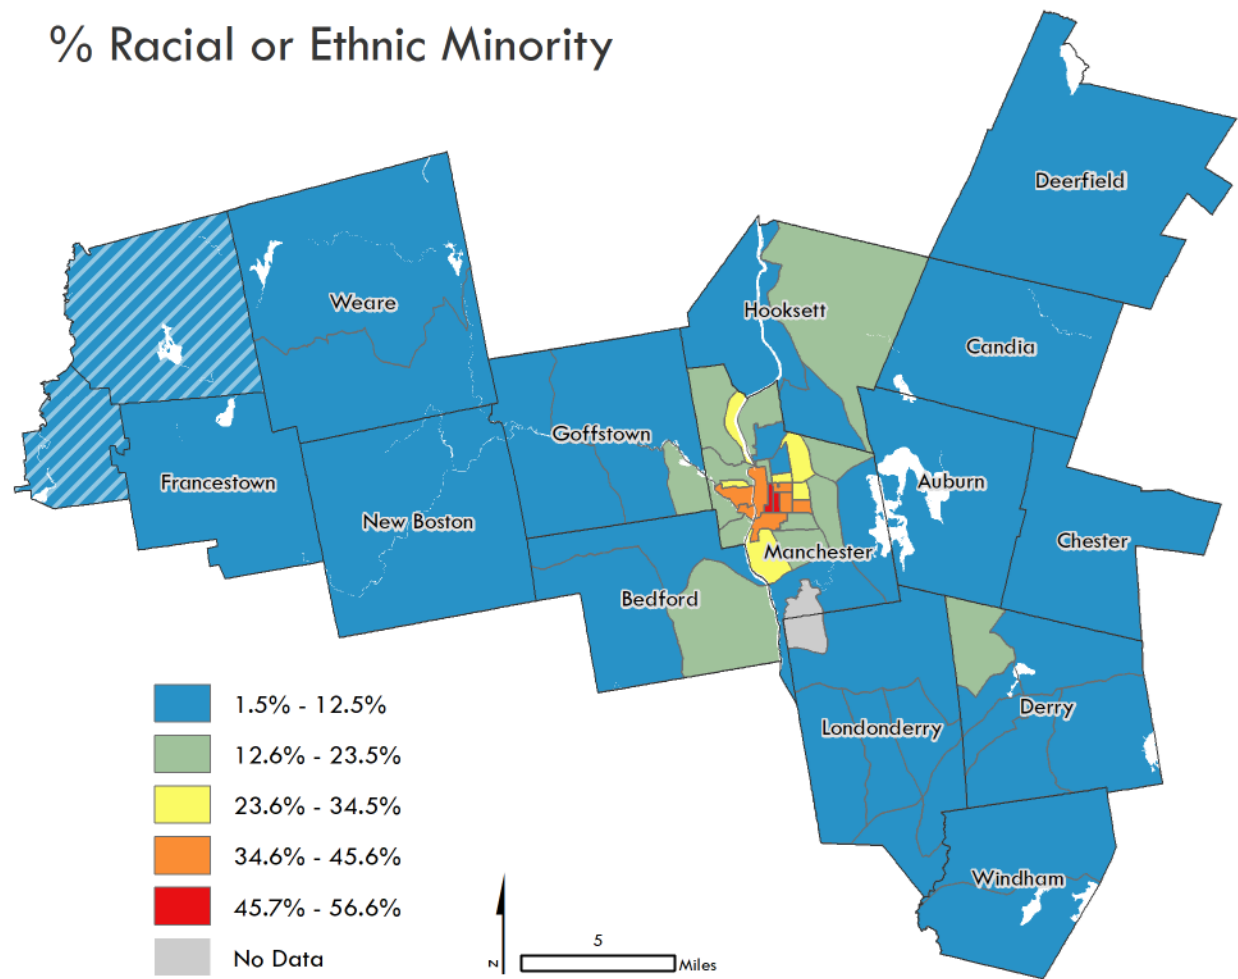 % Racial or Ethnic Minority
Deerfield
Weare
Hooksett
Candia
Goffstown
Francestown
Auburn
New Boston
Chester
Manchester
Bedford
Londonderry
Derry
Windham
1.5% - 12.5%
12.6% - 23.5%
23.6% - 34.5%
34.6% - 45.6%
45.7% - 56.6%
No Data
N
5
Miles